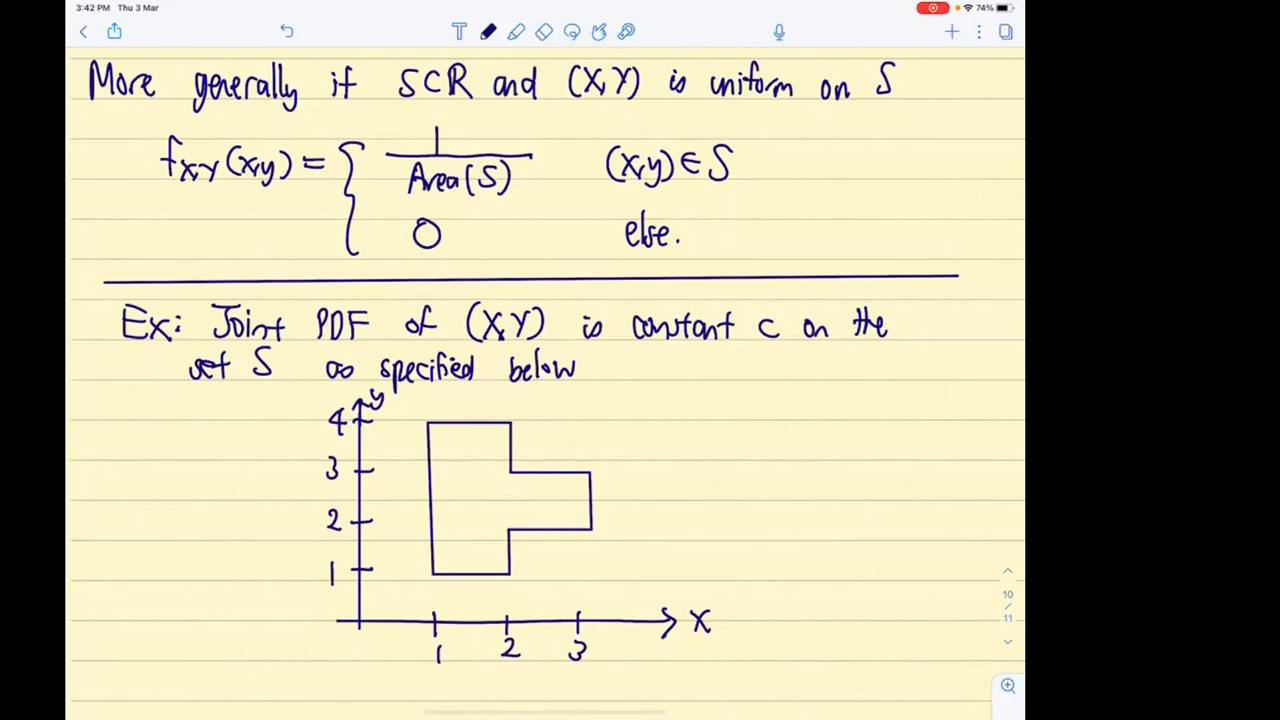 3:42 PM Thu 3 Mar
74%
More generally if S⊂R and (X,Y) is uniform on S
f_{X,Y}(x,y) = { 1/Area(S) (x,y) ∈ S
0 else.
Ex: Joint PDF of (X,Y) is constant c on the
set S as specified below
y
4
3
2
1
1 2 3
x
10
/
11